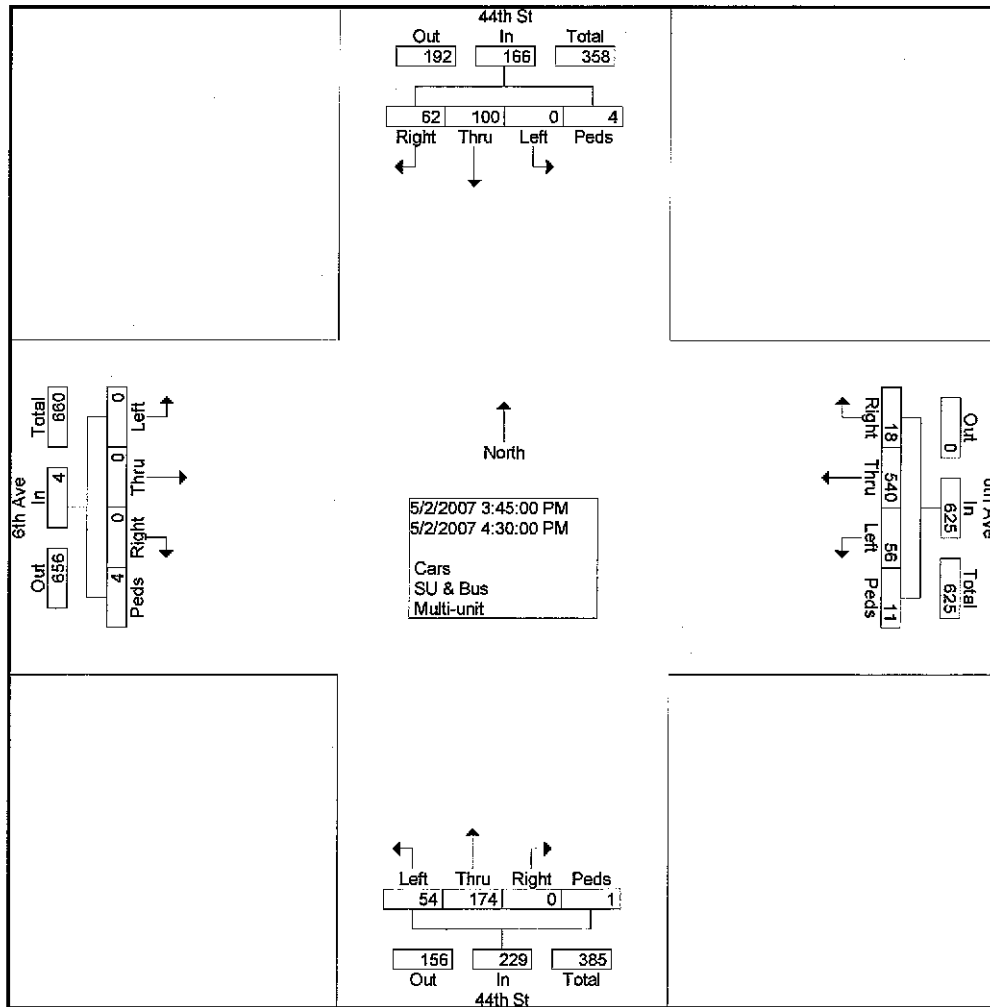 44th St
Out In Total
192 166 358
62 100 0 4
Right Thru Left Peds
6th Ave
Total In Out
660 4 656
0 0 0 4
Left Thru Right Peds
North
5/2/2007 3:45:00 PM
5/2/2007 4:30:00 PM
Cars
SU & Bus
Multi-unit
Right Thru Left Peds
18 540 56 11
Out In Total
0 625 625
Ave
Left Thru Right Peds
54 174 0 1
156 229 385
Out In Total
44th St